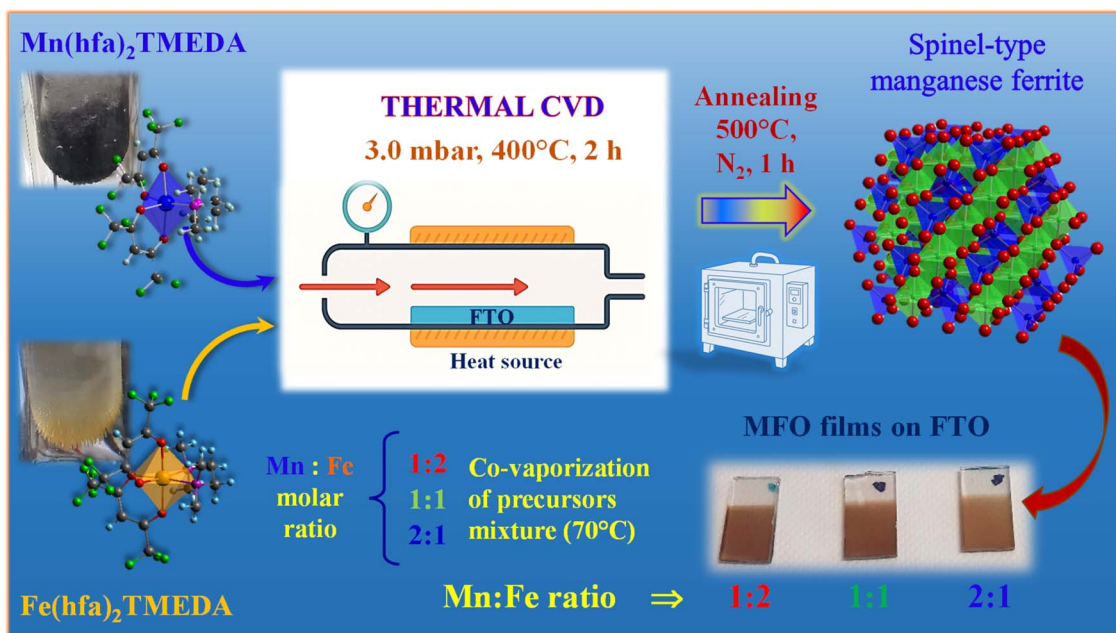 Mn(hfa)₂TMEDA
THERMAL CVD
3.0 mbar, 400°C, 2 h
FTO
Heat source
Annealing
500°C,
N₂, 1 h
Spinel-type
manganese ferrite
Fe(hfa)₂TMEDA
Mn : Fe
molar
ratio
1:2
1:1
2:1
Co-vaporization
of precursors
mixture (70°C)
MFO films on FTO
Mn:Fe ratio ⇒ 1:2 1:1 2:1